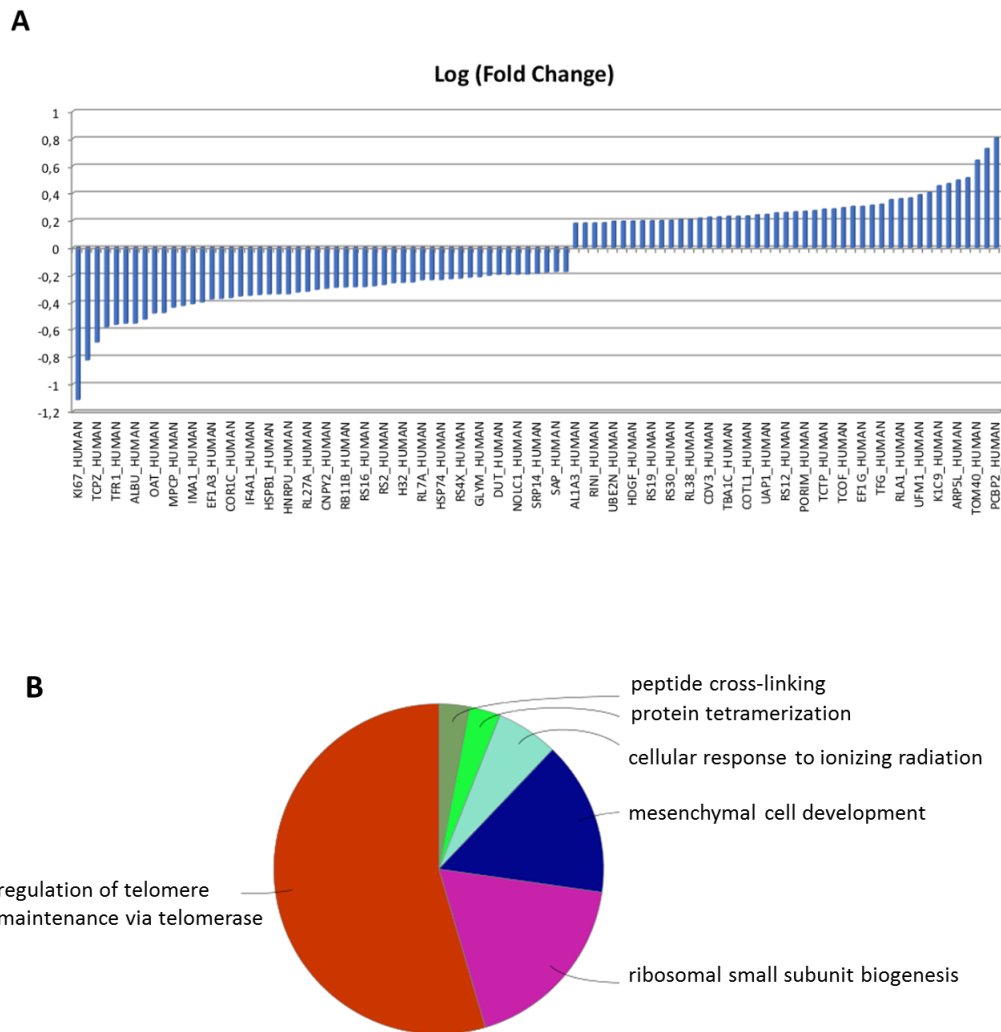 A
Log (Fold Change)
1
0,8
0,6
0,4
0,2
0
-0,2
-0,4
-0,6
-0,8
-1
-1,2
KI67_HUMAN
TCPZ_HUMAN
TFR1_HUMAN
ALBU_HUMAN
OAT_HUMAN
MPCP_HUMAN
IMA1_HUMAN
EF1A3_HUMAN
COR1C_HUMAN
IF4A1_HUMAN
HSPB1_HUMAN
HNRPU_HUMAN
RL27A_HUMAN
CNPY2_HUMAN
RB11B_HUMAN
RS16_HUMAN
RS2_HUMAN
H32_HUMAN
RL7A_HUMAN
HSP74_HUMAN
RS4X_HUMAN
GLYM_HUMAN
DUT_HUMAN
NOLC1_HUMAN
SRP14_HUMAN
SAP_HUMAN
AL1A3_HUMAN
RINI_HUMAN
UBE2N_HUMAN
HDGF_HUMAN
RS19_HUMAN
RS30_HUMAN
RL38_HUMAN
CDV3_HUMAN
TBA1C_HUMAN
COTL1_HUMAN
UAP1_HUMAN
RS12_HUMAN
PORIM_HUMAN
TCTP_HUMAN
TCOF_HUMAN
EF1G_HUMAN
TFG_HUMAN
RLA1_HUMAN
UFM1_HUMAN
K1C9_HUMAN
ARP5L_HUMAN
TOM40_HUMAN
PCBP2_HUMAN
B
peptide cross-linking
protein tetramerization
cellular response to ionizing radiation
mesenchymal cell development
regulation of telomere
maintenance via telomerase
ribosomal small subunit biogenesis